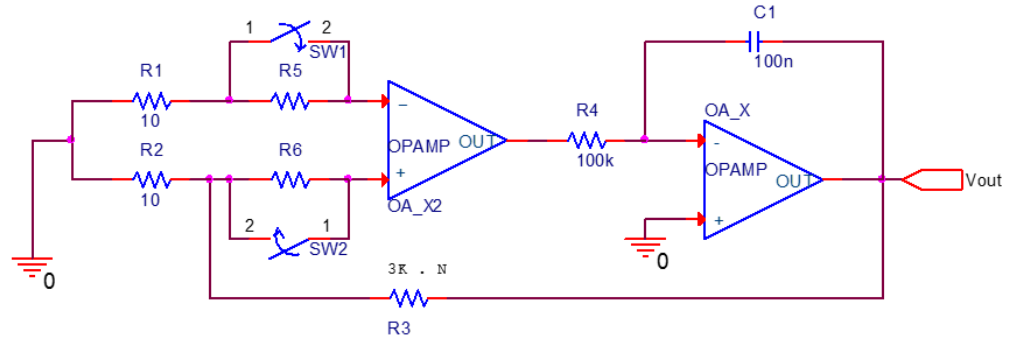 C1
100n
1 2
SW1
R1
10
R5
R4
100k
OA_X
-
OPAMP
OUT
+
Vout
–
OPAMP
OUT
+
OA_X2
R2
10
R6
2 1
SW2
0
0
3K . N
R3